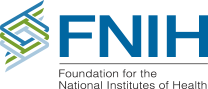 FNIH
Foundation for the
National Institutes of Health